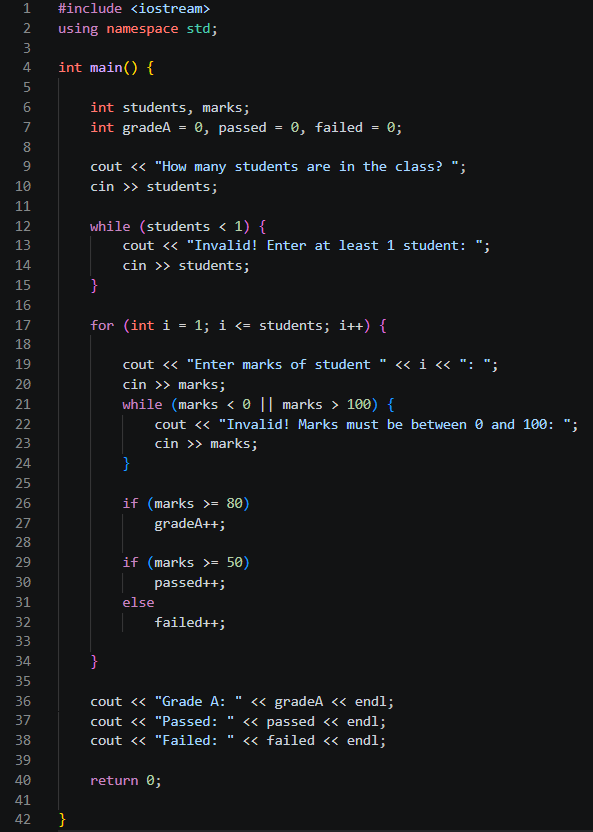 1 #include <iostream>
2 using namespace std;
3
4 int main() {
5
6     int students, marks;
7     int gradeA = 0, passed = 0, failed = 0;
8
9     cout << "How many students are in the class? ";
10     cin >> students;
11
12     while (students < 1) {
13         cout << "Invalid! Enter at least 1 student: ";
14         cin >> students;
15     }
16
17     for (int i = 1; i <= students; i++) {
18
19         cout << "Enter marks of student " << i << ": ";
20         cin >> marks;
21         while (marks < 0 || marks > 100) {
22             cout << "Invalid! Marks must be between 0 and 100: ";
23             cin >> marks;
24         }
25
26         if (marks >= 80)
27             gradeA++;
28
29         if (marks >= 50)
30             passed++;
31         else
32             failed++;
33
34     }
35
36     cout << "Grade A: " << gradeA << endl;
37     cout << "Passed: " << passed << endl;
38     cout << "Failed: " << failed << endl;
39
40     return 0;
41
42 }